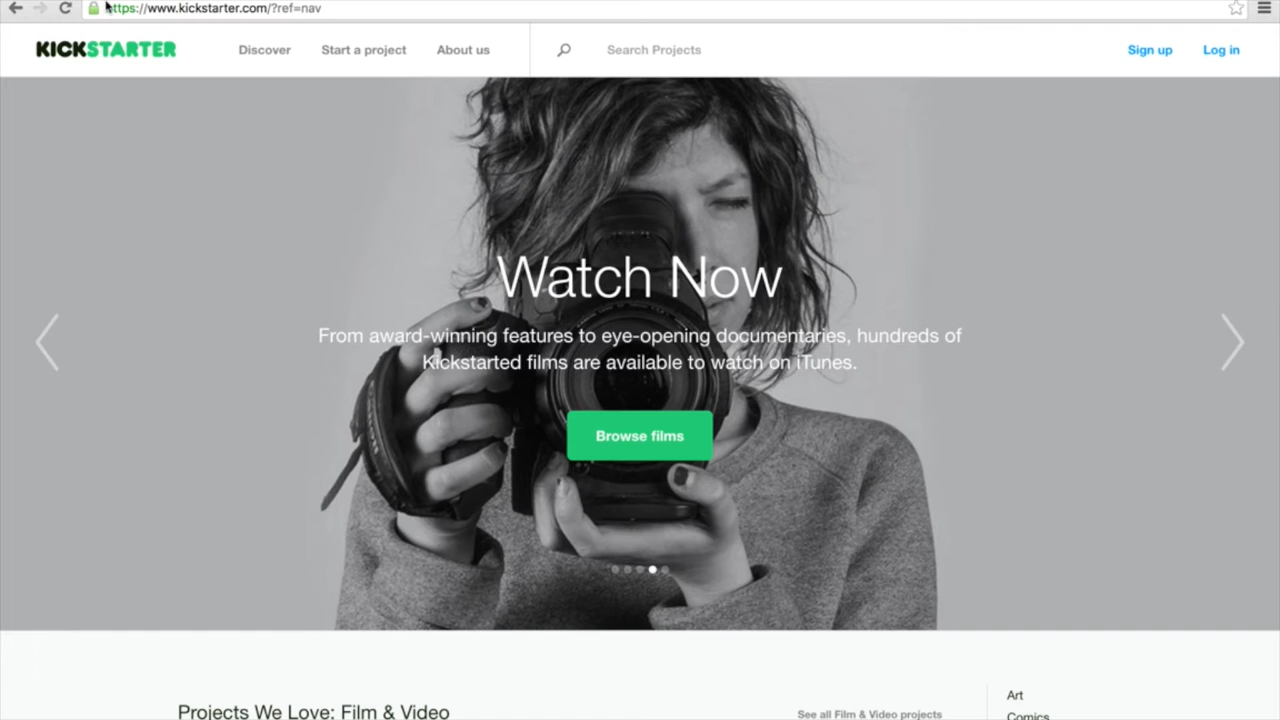 https://www.kickstarter.com/?ref=nav
KICKSTARTER
Discover
Start a project
About us
Search Projects
Sign up
Log in
Watch Now
From award-winning features to eye-opening documentaries, hundreds of
Kickstarted films are available to watch on iTunes.
Browse films
Projects We Love: Film & Video
See all Film & Video projects
Art
Comics